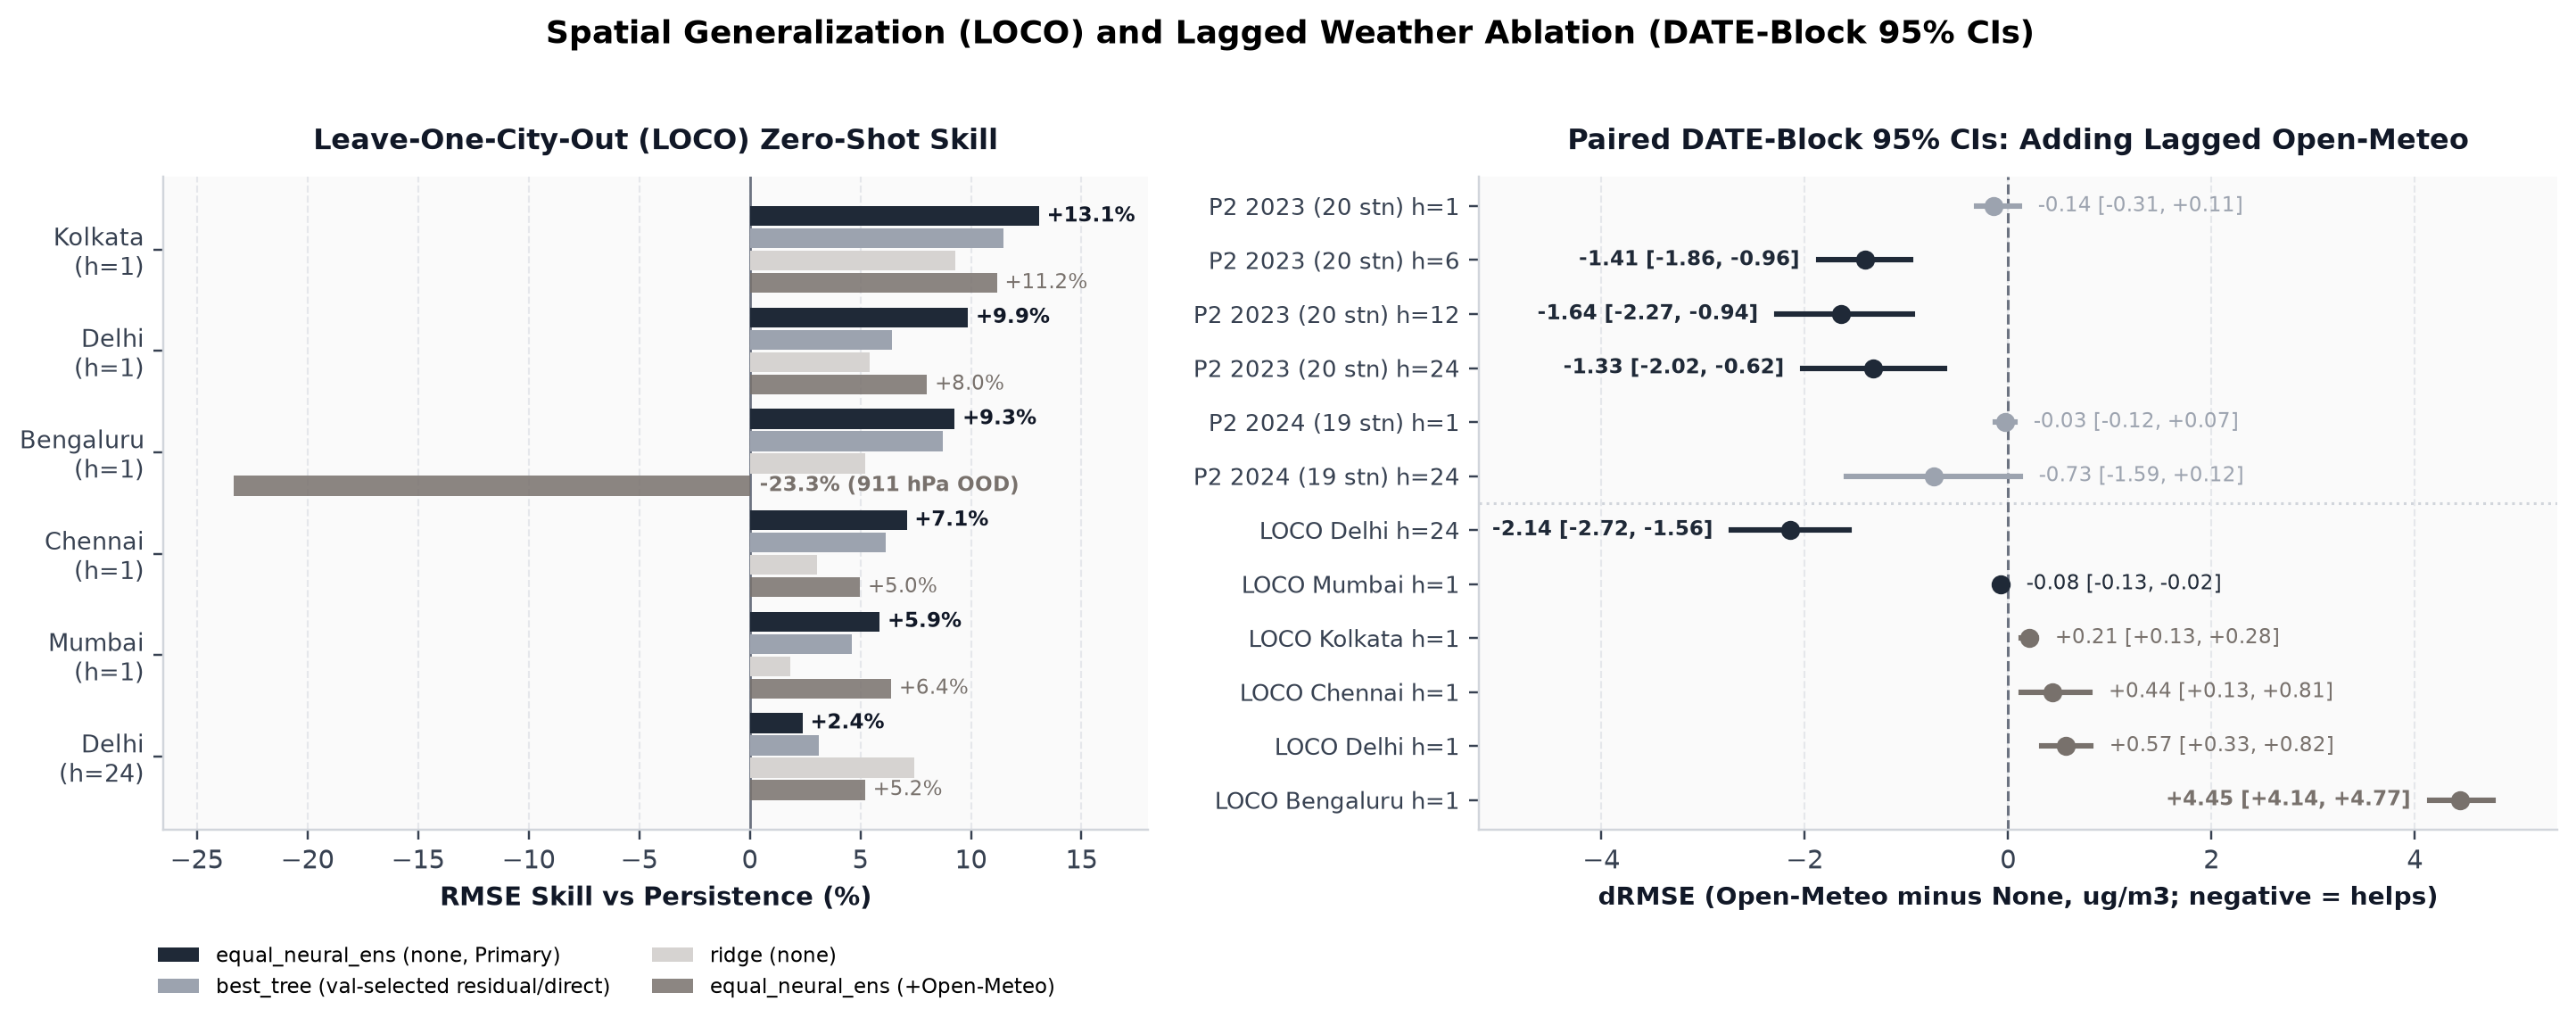 Spatial Generalization (LOCO) and Lagged Weather Ablation (DATE-Block 95% CIs)
Leave-One-City-Out (LOCO) Zero-Shot Skill
Kolkata
(h=1)
Delhi
(h=1)
Bengaluru
(h=1)
Chennai
(h=1)
Mumbai
(h=1)
Delhi
(h=24)
+13.1%
+11.2%
+9.9%
+8.0%
+9.3%
-23.3% (911 hPa OOD)
+7.1%
+5.0%
+5.9%
+6.4%
+2.4%
+5.2%
−25 −20 −15 −10 −5 0 5 10 15
RMSE Skill vs Persistence (%)
equal_neural_ens (none, Primary)
best_tree (val-selected residual/direct)
ridge (none)
equal_neural_ens (+Open-Meteo)
Paired DATE-Block 95% CIs: Adding Lagged Open-Meteo
P2 2023 (20 stn) h=1 -0.14 [-0.31, +0.11]
P2 2023 (20 stn) h=6 -1.41 [-1.86, -0.96]
P2 2023 (20 stn) h=12 -1.64 [-2.27, -0.94]
P2 2023 (20 stn) h=24 -1.33 [-2.02, -0.62]
P2 2024 (19 stn) h=1 -0.03 [-0.12, +0.07]
P2 2024 (19 stn) h=24 -0.73 [-1.59, +0.12]
LOCO Delhi h=24 -2.14 [-2.72, -1.56]
LOCO Mumbai h=1 -0.08 [-0.13, -0.02]
LOCO Kolkata h=1 +0.21 [+0.13, +0.28]
LOCO Chennai h=1 +0.44 [+0.13, +0.81]
LOCO Delhi h=1 +0.57 [+0.33, +0.82]
LOCO Bengaluru h=1 +4.45 [+4.14, +4.77]
−4 −2 0 2 4
dRMSE (Open-Meteo minus None, ug/m3; negative = helps)